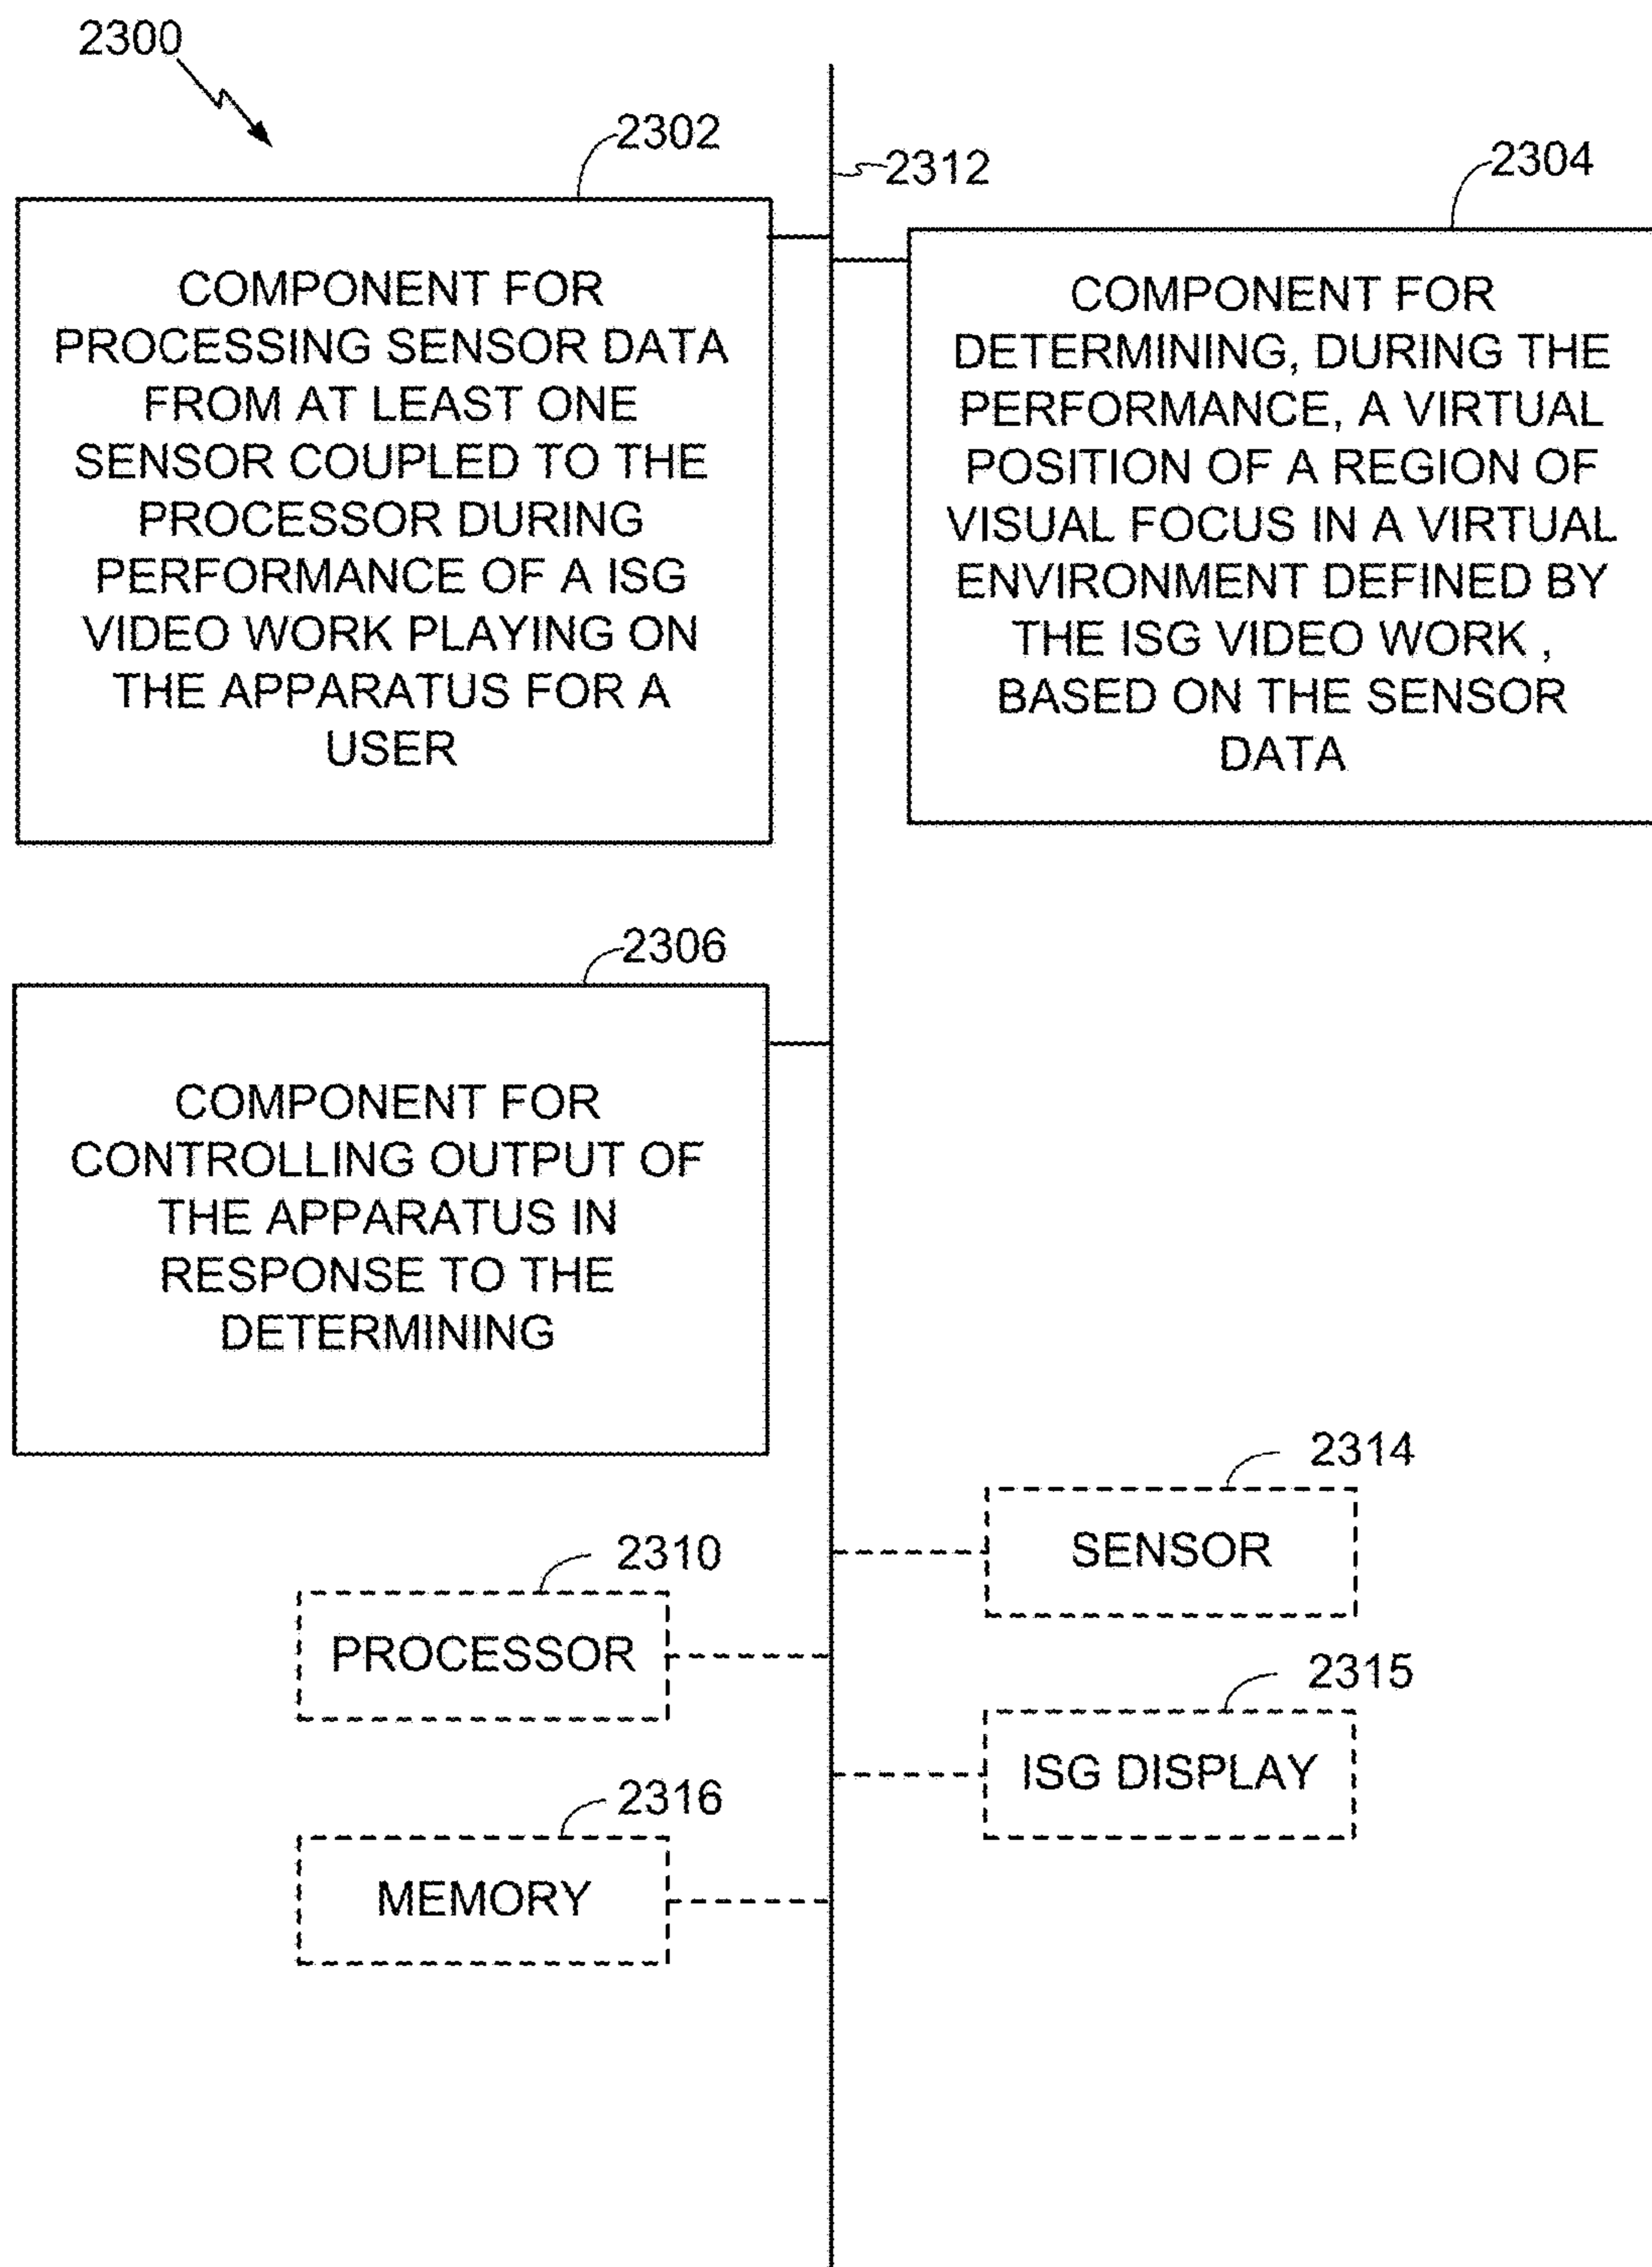 2300
2302
2312
2304
COMPONENT FOR
PROCESSING SENSOR DATA
FROM AT LEAST ONE
SENSOR COUPLED TO THE
PROCESSOR DURING
PERFORMANCE OF A ISG
VIDEO WORK PLAYING ON
THE APPARATUS FOR A
USER
COMPONENT FOR
DETERMINING, DURING THE
PERFORMANCE, A VIRTUAL
POSITION OF A REGION OF
VISUAL FOCUS IN A VIRTUAL
ENVIRONMENT DEFINED BY
THE ISG VIDEO WORK ,
BASED ON THE SENSOR
DATA
2306
COMPONENT FOR
CONTROLLING OUTPUT OF
THE APPARATUS IN
RESPONSE TO THE
DETERMINING
2314
SENSOR
2310
PROCESSOR
2315
ISG DISPLAY
2316
MEMORY